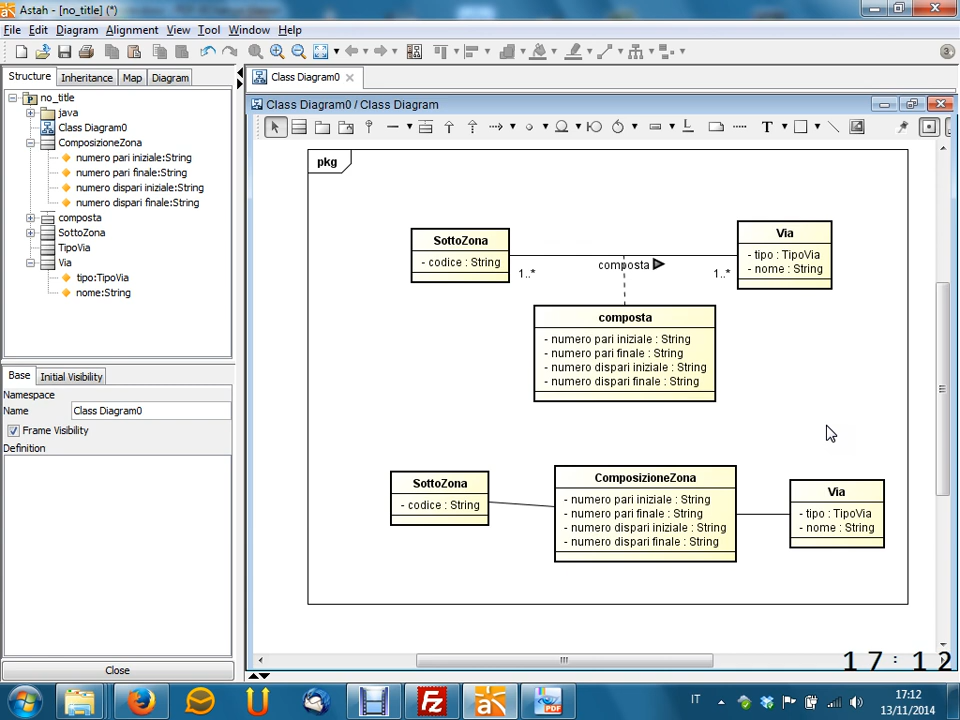 Astah - [no_title] (*)
File Edit Diagram Alignment View Tool Window Help
3
Structure Inheritance Map Diagram
no_title
java
Class Diagram0
ComposizioneZona
numero pari iniziale:String
numero pari finale:String
numero dispari iniziale:String
numero dispari finale:String
composta
SottoZona
TipoVia
Via
tipo:TipoVia
nome:String
Base Initial Visibility
Namespace
Name Class Diagram0
Frame Visibility
Definition
Close
Class Diagram0
Class Diagram0 / Class Diagram
T
pkg
SottoZona
- codice : String
1..*
composta
1..*
Via
- tipo : TipoVia
- nome : String
composta
- numero pari iniziale : String
- numero pari finale : String
- numero dispari iniziale : String
- numero dispari finale : String
SottoZona
- codice : String
ComposizioneZona
- numero pari iniziale : String
- numero pari finale : String
- numero dispari iniziale : String
- numero dispari finale : String
Via
- tipo : TipoVia
- nome : String
17:12
FZ
PDF
IT
17:12
13/11/2014